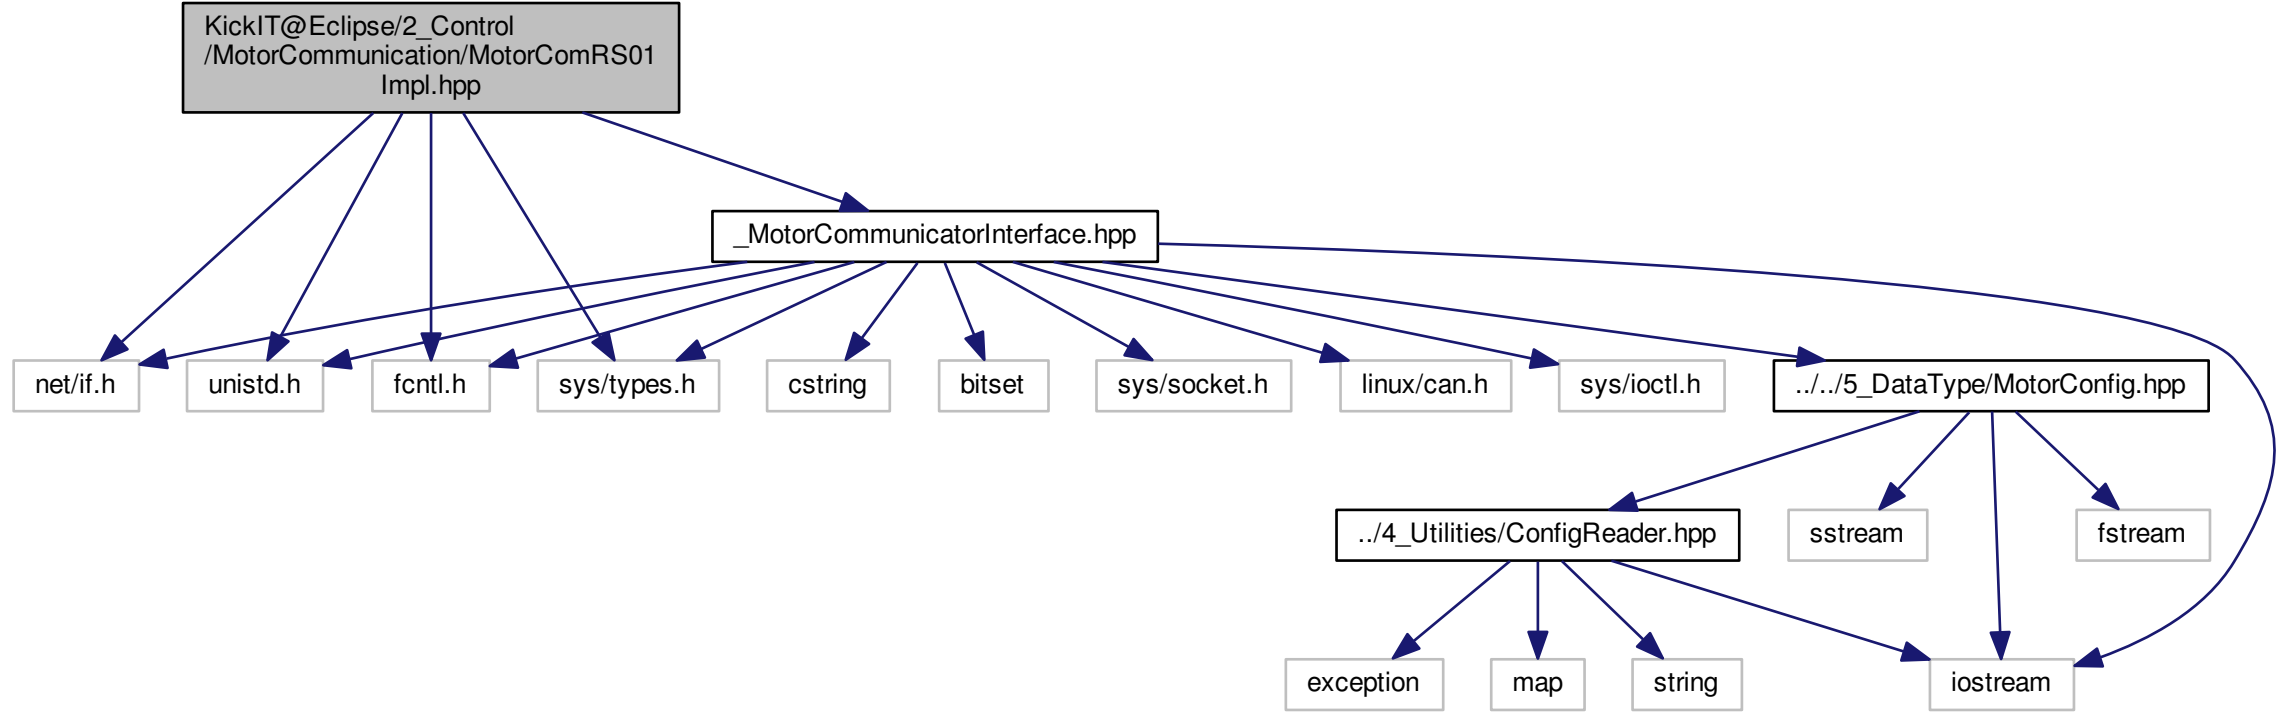 KickIT@Eclipse/2_Control
/MotorCommunication/MotorComRS01
Impl.hpp
_MotorCommunicatorInterface.hpp
net/if.h
unistd.h
fcntl.h
sys/types.h
cstring
bitset
sys/socket.h
linux/can.h
sys/ioctl.h
../../5_DataType/MotorConfig.hpp
../4_Utilities/ConfigReader.hpp
sstream
fstream
exception
map
string
iostream